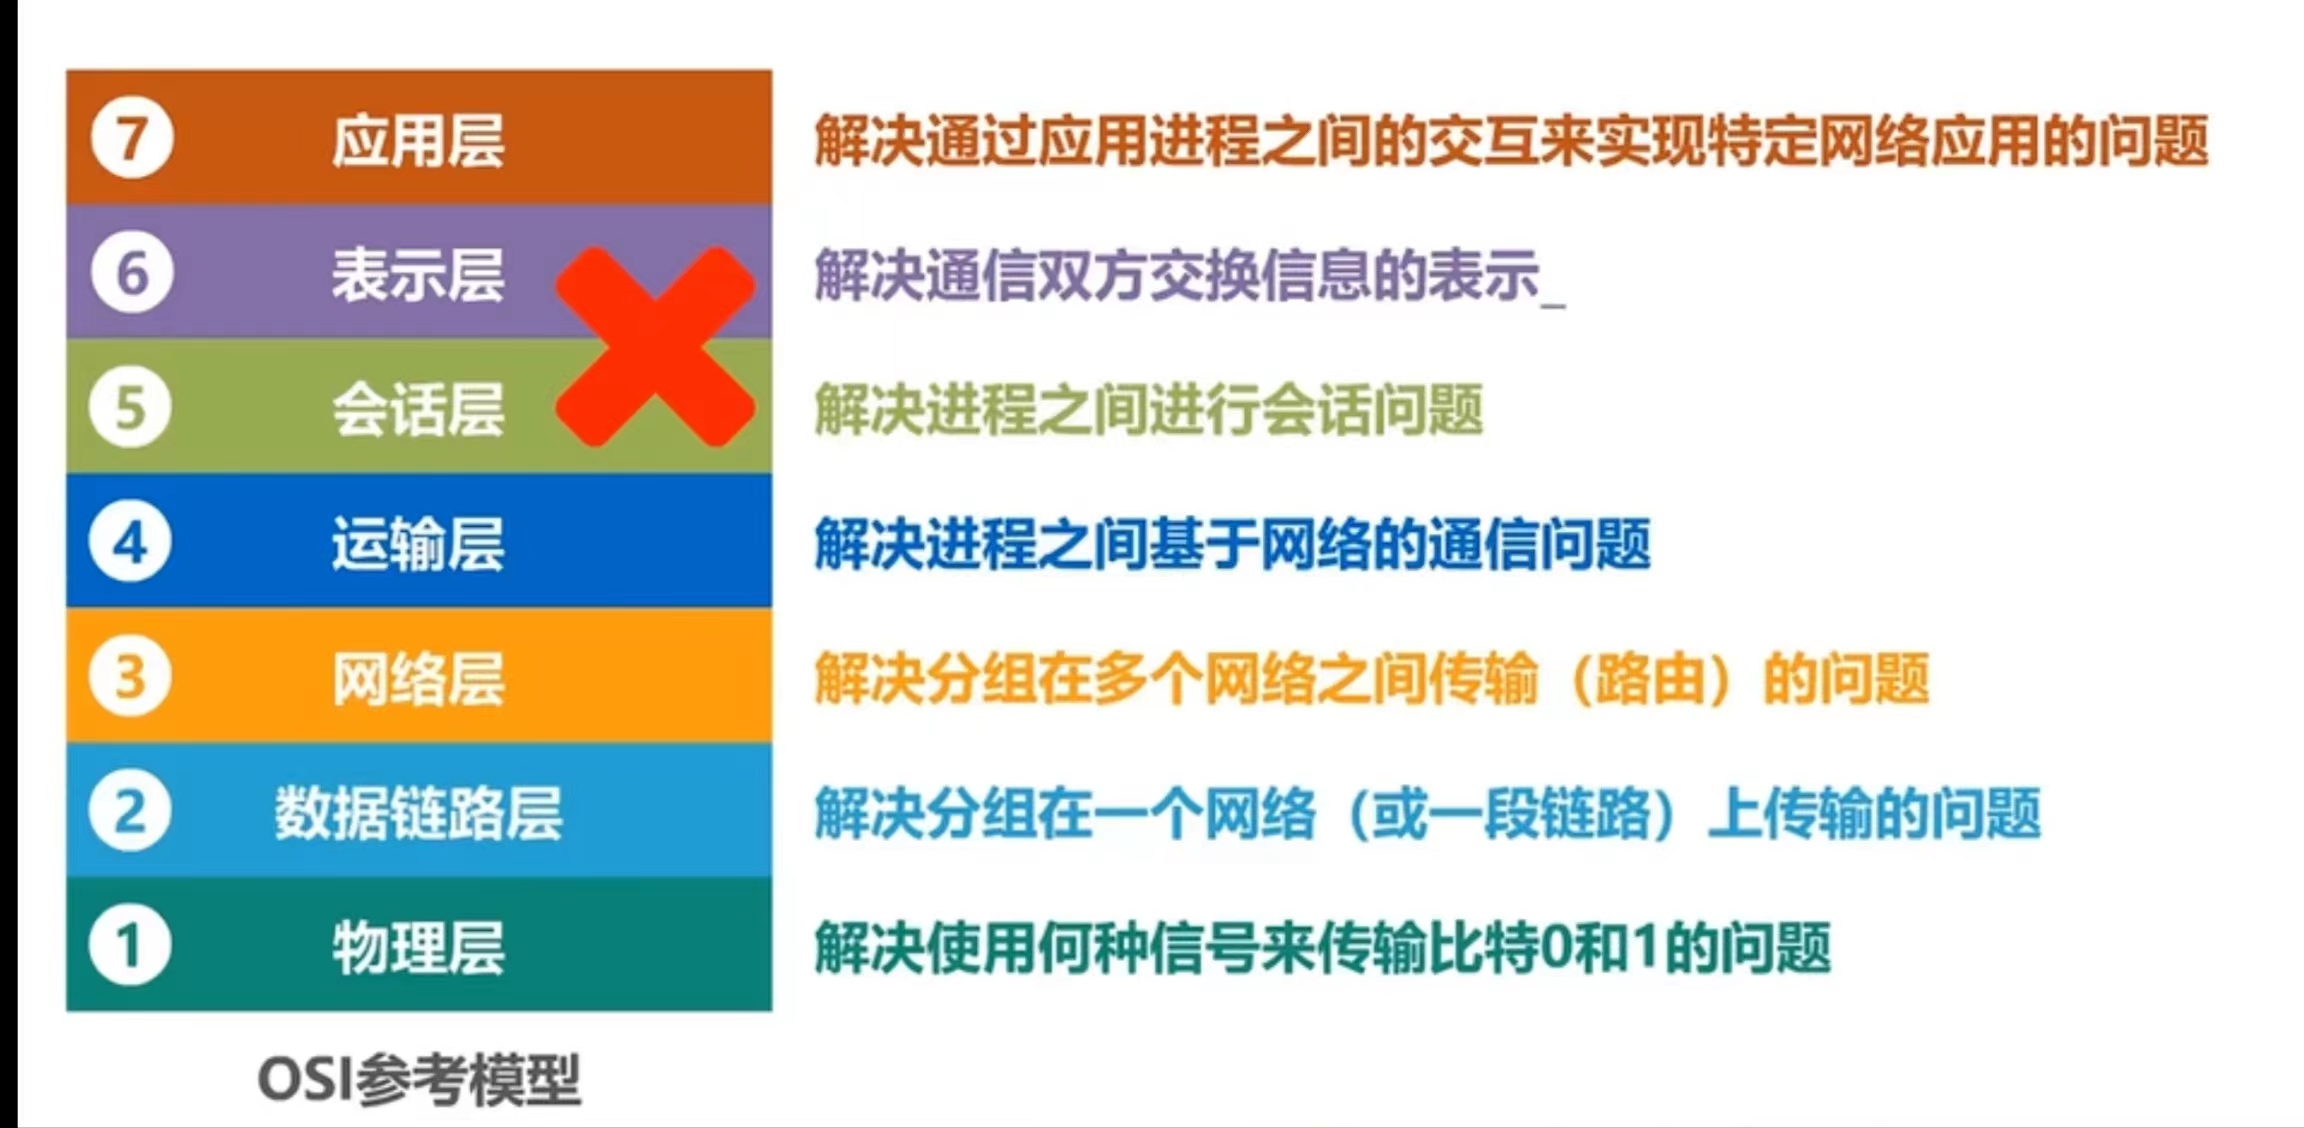 7 应用层 解决通过应用进程之间的交互来实现特定网络应用的问题
6 表示层 解决通信双方交换信息的表示_
5 会话层 解决进程之间进行会话问题
4 运输层 解决进程之间基于网络的通信问题
3 网络层 解决分组在多个网络之间传输（路由）的问题
2 数据链路层 解决分组在一个网络（或一段链路）上传输的问题
1 物理层 解决使用何种信号来传输比特0和1的问题
OSI参考模型